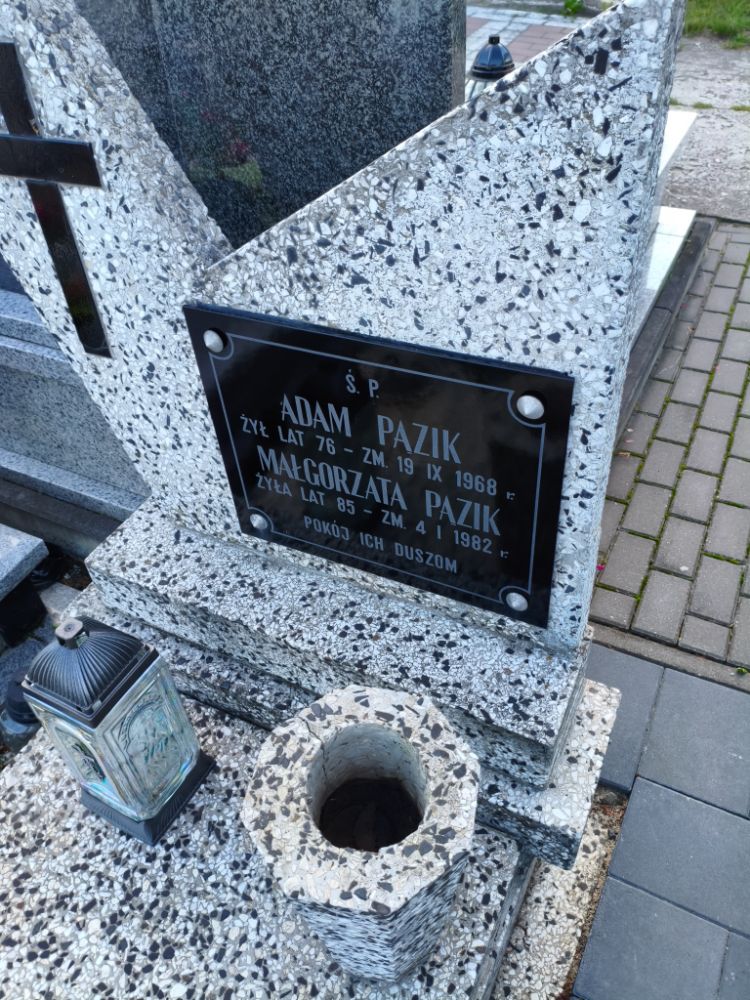 Ś. P.
ADAM PAZIK
ŻYŁ LAT 76 – ZM. 19 IX 1968 r.
MAŁGORZATA PAZIK
ŻYŁA LAT 85 – ZM. 4 I 1982 r.
POKÓJ ICH DUSZOM